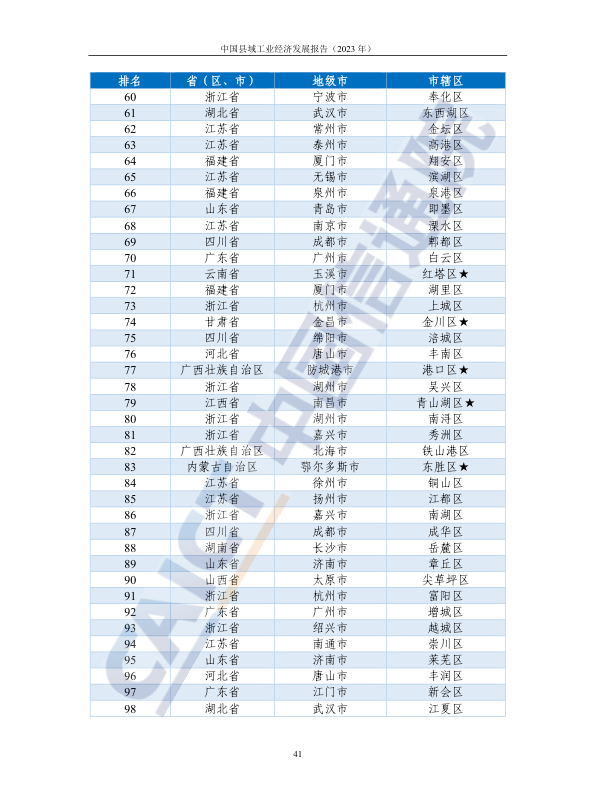 中国县域工业经济发展报告（2023 年）
排名 省（区、市） 地级市 市辖区
60 浙江省 宁波市 奉化区
61 湖北省 武汉市 东西湖区
62 江苏省 常州市 金坛区
63 江苏省 泰州市 高港区
64 福建省 厦门市 翔安区
65 江苏省 无锡市 滨湖区
66 福建省 泉州市 泉港区
67 山东省 青岛市 即墨区
68 江苏省 南京市 溧水区
69 四川省 成都市 郫都区
70 广东省 广州市 白云区
71 云南省 玉溪市 红塔区★
72 福建省 厦门市 湖里区
73 浙江省 杭州市 上城区
74 甘肃省 金昌市 金川区★
75 四川省 绵阳市 涪城区
76 河北省 唐山市 丰南区
77 广西壮族自治区 防城港市 港口区★
78 浙江省 湖州市 吴兴区
79 江西省 南昌市 青山湖区★
80 浙江省 湖州市 南浔区
81 浙江省 嘉兴市 秀洲区
82 广西壮族自治区 北海市 铁山港区
83 内蒙古自治区 鄂尔多斯市 东胜区★
84 江苏省 徐州市 铜山区
85 江苏省 扬州市 江都区
86 浙江省 嘉兴市 南湖区
87 四川省 成都市 成华区
88 湖南省 长沙市 岳麓区
89 山东省 济南市 章丘区
90 山西省 太原市 尖草坪区
91 浙江省 杭州市 富阳区
92 广东省 广州市 增城区
93 浙江省 绍兴市 越城区
94 江苏省 南通市 崇川区
95 山东省 济南市 莱芜区
96 河北省 唐山市 丰润区
97 广东省 江门市 新会区
98 湖北省 武汉市 江夏区
CAICT 中国信通院
41